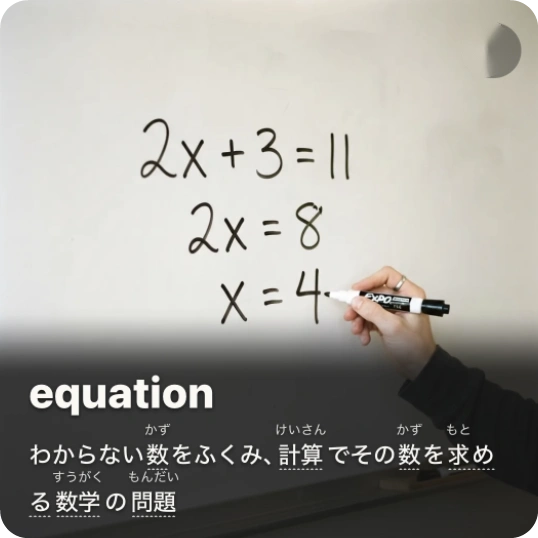 2x+3=11
2x=8
x=4
EXPO
equation
わからない数をふくみ、計算でその数を求め
かず けいさん かず もと
る数学の問題
すうがく もんだい